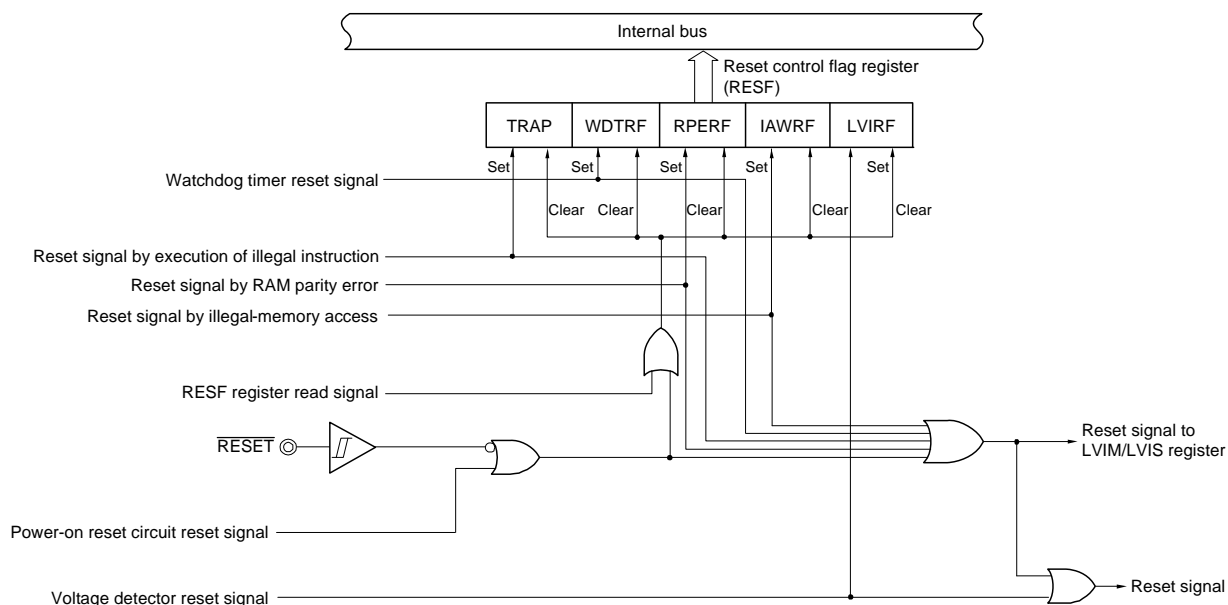 Internal bus
Reset control flag register
(RESF)
TRAP WDTRF RPERF IAWRF LVIRF
Set Set Set Set Set
Watchdog timer reset signal
Clear Clear Clear Clear Clear
Reset signal by execution of illegal instruction
Reset signal by RAM parity error
Reset signal by illegal-memory access
RESF register read signal
RESET
Reset signal to
LVIM/LVIS register
Power-on reset circuit reset signal
Voltage detector reset signal
Reset signal